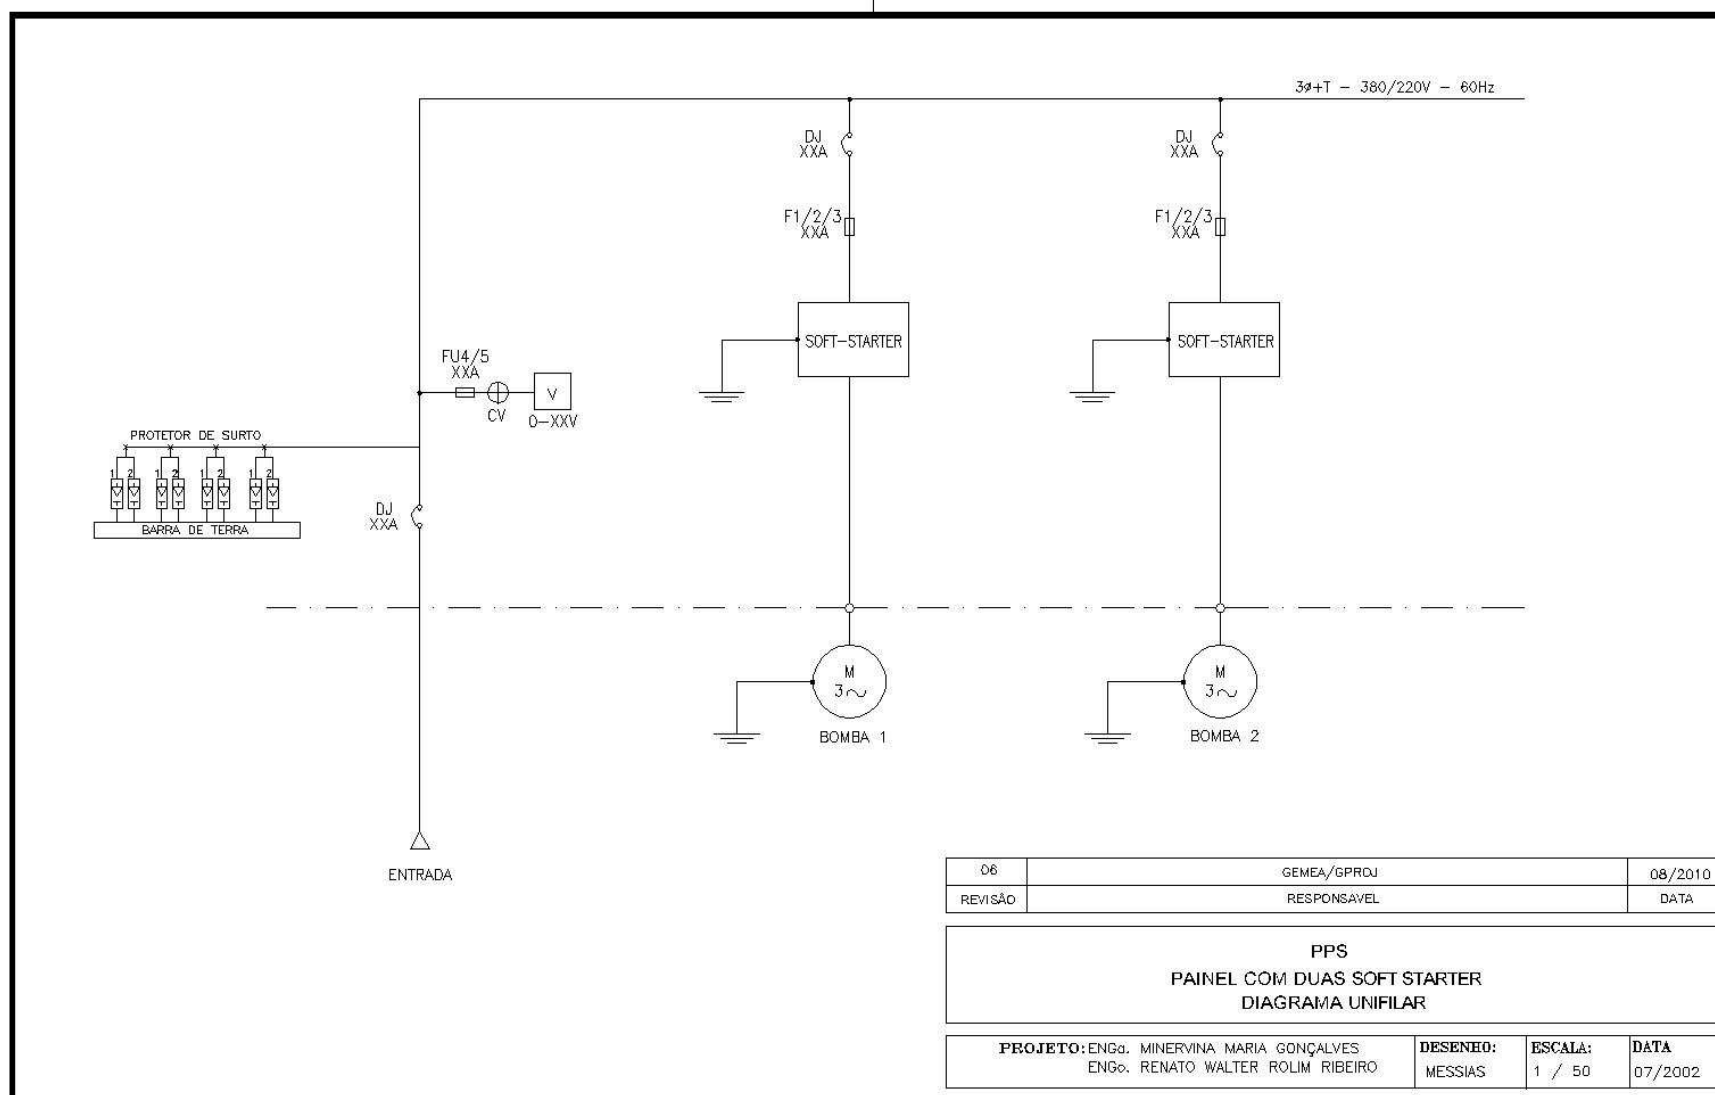 3ø+T - 380/220V - 60Hz
DJ
XXA
DJ
XXA
F1/2/3
XXA
F1/2/3
XXA
SOFT-STARTER
SOFT-STARTER
FU4/5
XXA
V
CV
0-XXV
PROTETOR DE SURTO
1 2 1 2 1 2 1 2
BARRA DE TERRA
DJ
XXA
M
3~
BOMBA 1
M
3~
BOMBA 2
ENTRADA
06 GEMEA/GPROJ 08/2010
REVISÃO RESPONSAVEL DATA
PPS
PAINEL COM DUAS SOFT STARTER
DIAGRAMA UNIFILAR
PROJETO: ENGa. MINERVINA MARIA GONÇALVES
ENGo. RENATO WALTER ROLIM RIBEIRO
DESENHO:
MESSIAS
ESCALA:
1 / 50
DATA
07/2002